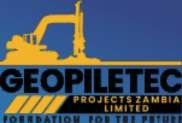 GEOPILETEC
PROJECTS ZAMBIA
LIMITED
FOUNDATION FOR THE FUTURE